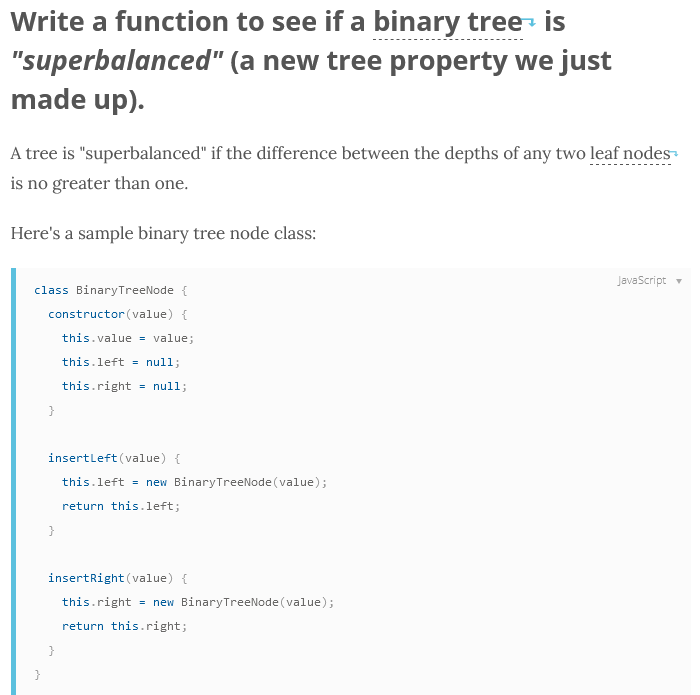 Write a function to see if a binary tree is
"superbalanced" (a new tree property we just
made up).
A tree is "superbalanced" if the difference between the depths of any two leaf nodes
is no greater than one.
Here's a sample binary tree node class:
JavaScript ▼
class BinaryTreeNode {
  constructor(value) {
    this.value = value;
    this.left = null;
    this.right = null;
  }
  insertLeft(value) {
    this.left = new BinaryTreeNode(value);
    return this.left;
  }
  insertRight(value) {
    this.right = new BinaryTreeNode(value);
    return this.right;
  }
}